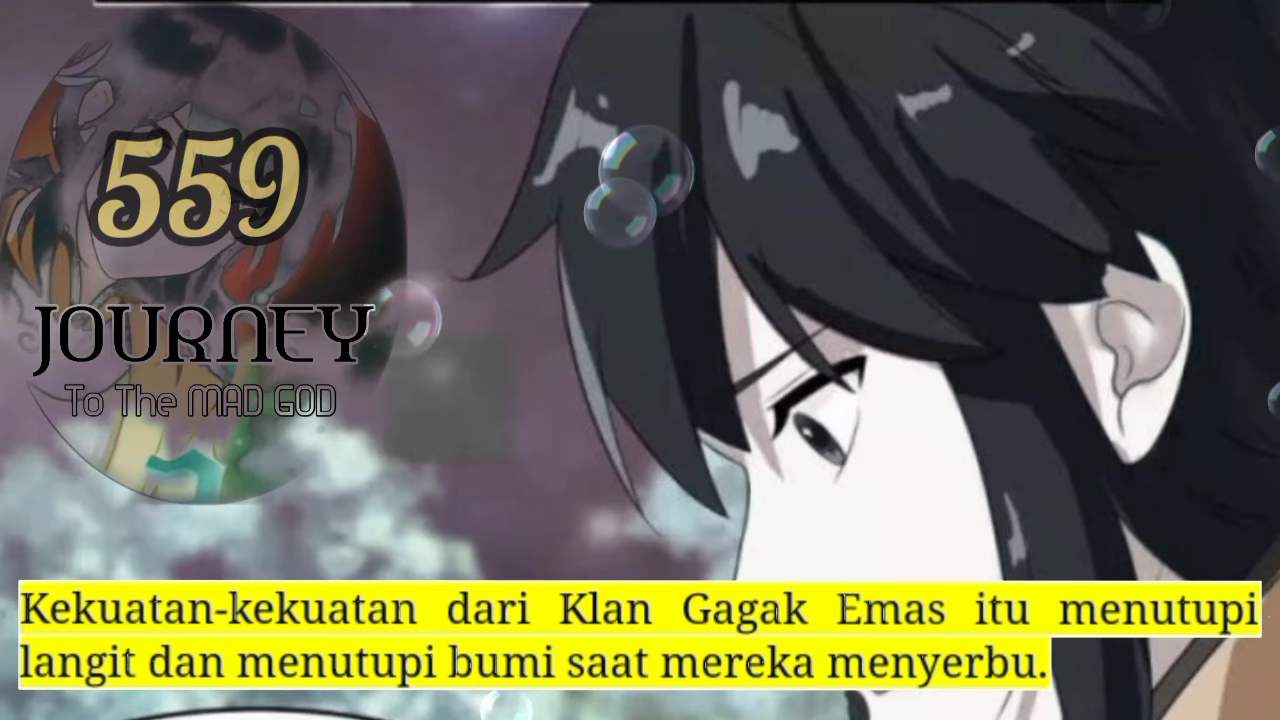 559
JOURNEY
To The MAD GOD
Kekuatan-kekuatan dari Klan Gagak Emas itu menutupi
langit dan menutupi bumi saat mereka menyerbu.